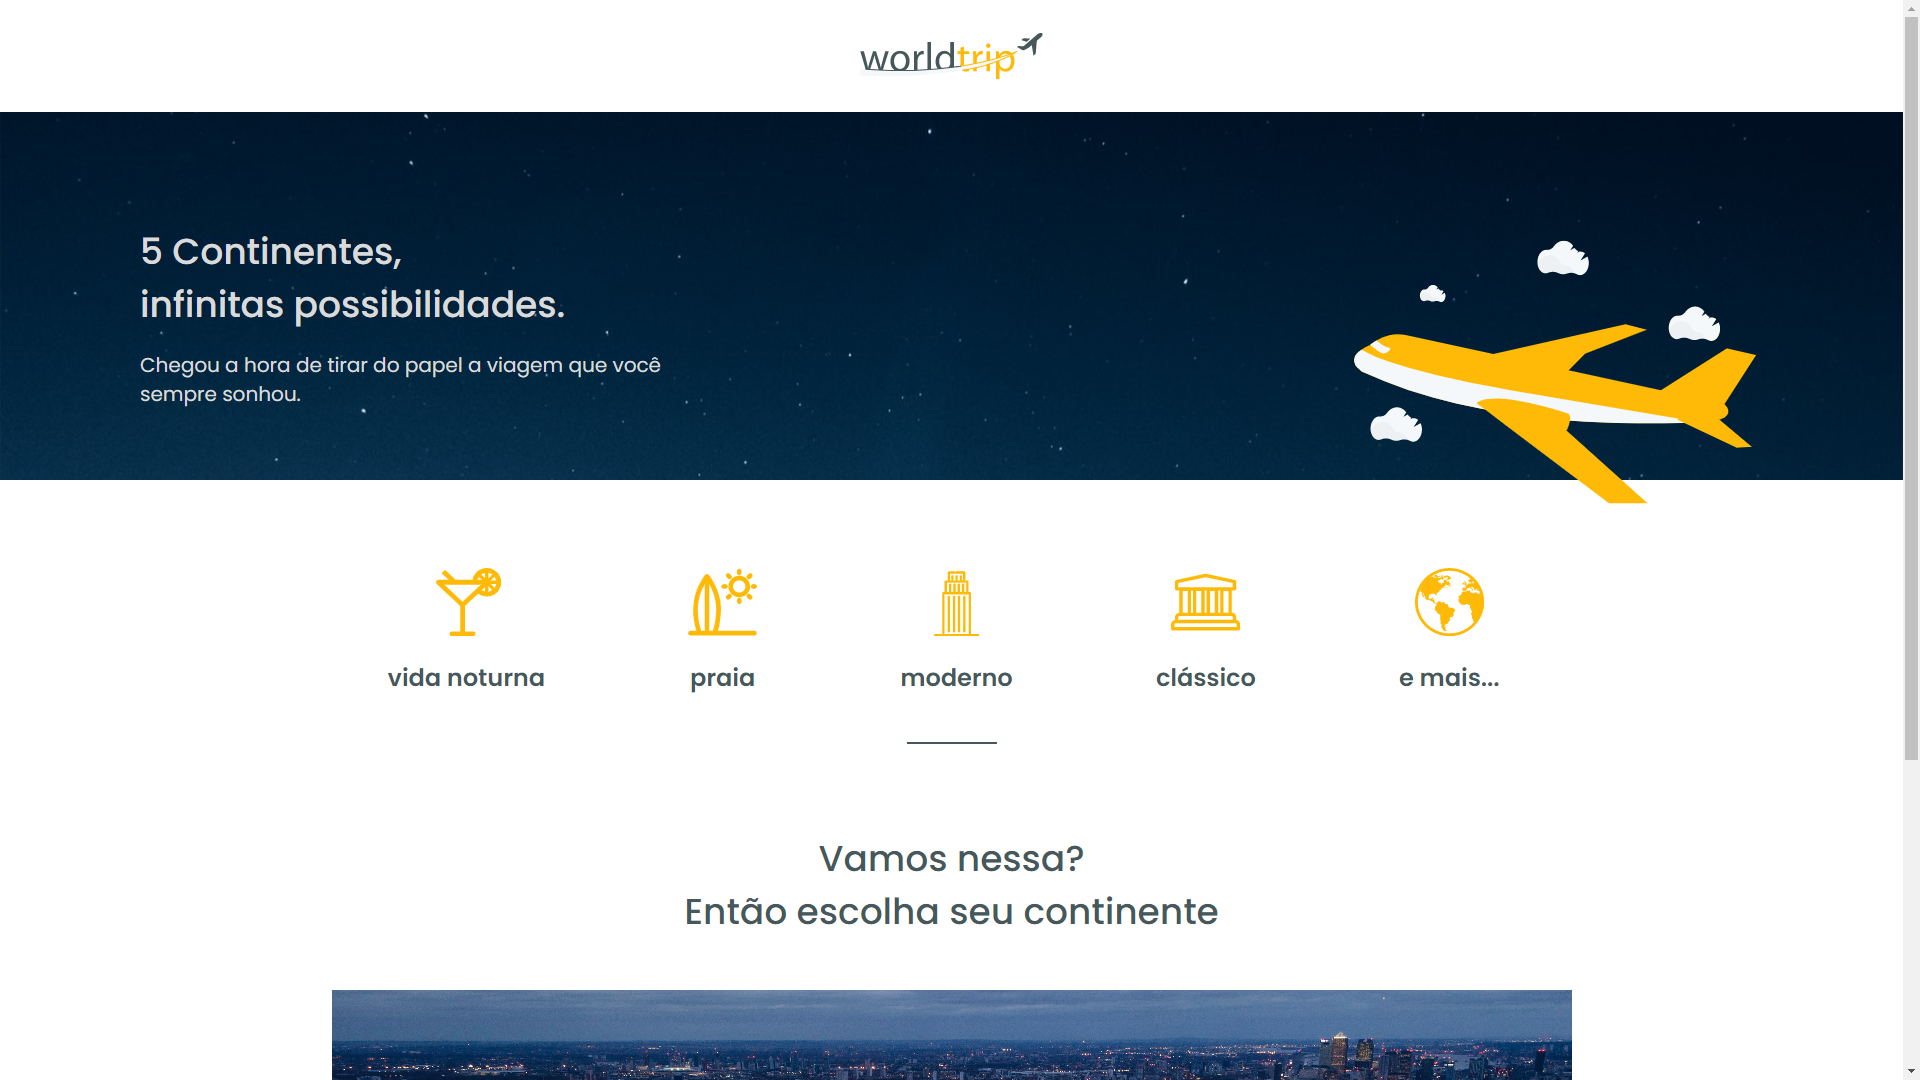 worldtrip
5 Continentes,
infinitas possibilidades.
Chegou a hora de tirar do papel a viagem que você
sempre sonhou.
vida noturna
praia
moderno
clássico
e mais...
Vamos nessa?
Então escolha seu continente